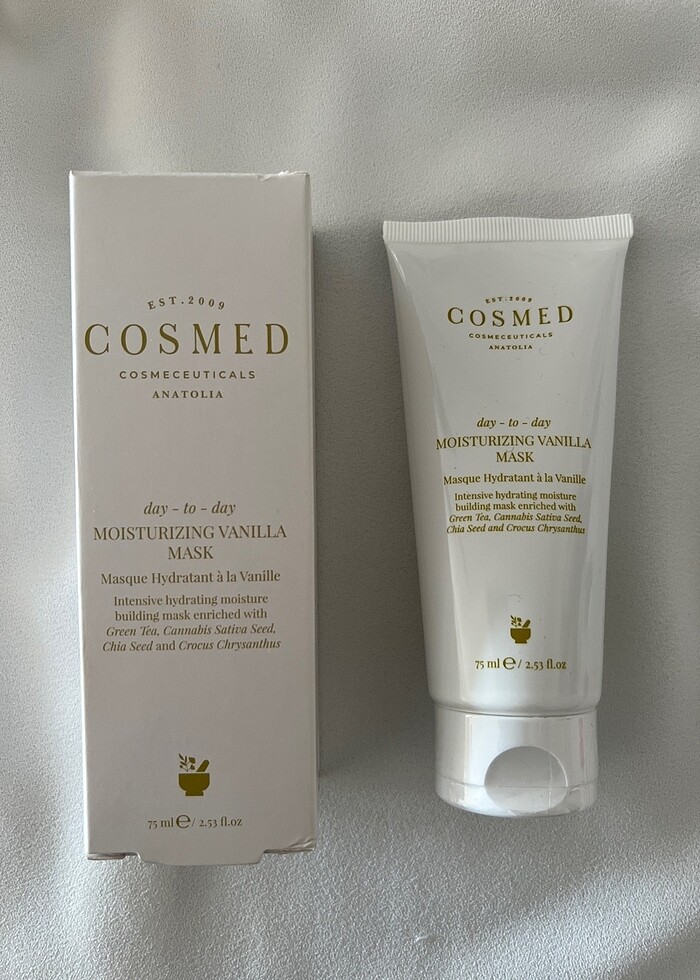 EST. 2009
COSMED
COSMECEUTICALS
ANATOLIA
day - to - day
MOISTURIZING VANILLA
MASK
Masque Hydratant à la Vanille
Intensive hydrating moisture
building mask enriched with
Green Tea, Cannabis Sativa Seed,
Chia Seed and Crocus Chrysanthus
75 ml ℮ / 2.53 fl.oz
EST. 2009
COSMED
COSMECEUTICALS
ANATOLIA
day - to - day
MOISTURIZING VANILLA
MASK
Masque Hydratant à la Vanille
Intensive hydrating moisture
building mask enriched with
Green Tea, Cannabis Sativa Seed,
Chia Seed and Crocus Chrysanthus
75 ml ℮ / 2.53 fl.oz